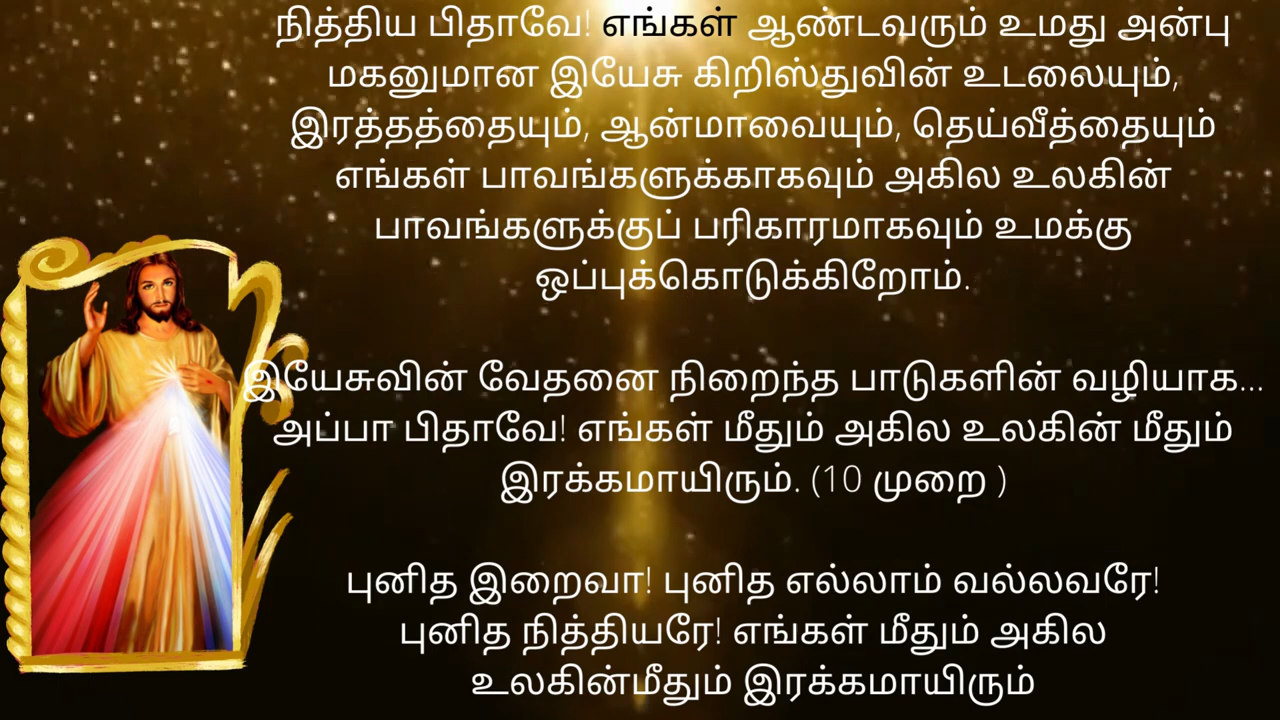 நித்திய பிதாவே! எங்கள் ஆண்டவரும் உமது அன்பு
மகனுமான இயேசு கிறிஸ்துவின் உடலையும்,
இரத்தத்தையும், ஆன்மாவையும், தெய்வீத்தையும்
எங்கள் பாவங்களுக்காகவும் அகில உலகின்
பாவங்களுக்குப் பரிகாரமாகவும் உமக்கு
ஒப்புக்கொடுக்கிறோம்.
இயேசுவின் வேதனை நிறைந்த பாடுகளின் வழியாக...
அப்பா பிதாவே! எங்கள் மீதும் அகில உலகின் மீதும்
இரக்கமாயிரும். (10 முறை )
புனித இறைவா! புனித எல்லாம் வல்லவரே!
புனித நித்தியரே! எங்கள் மீதும் அகில
உலகின்மீதும் இரக்கமாயிரும்